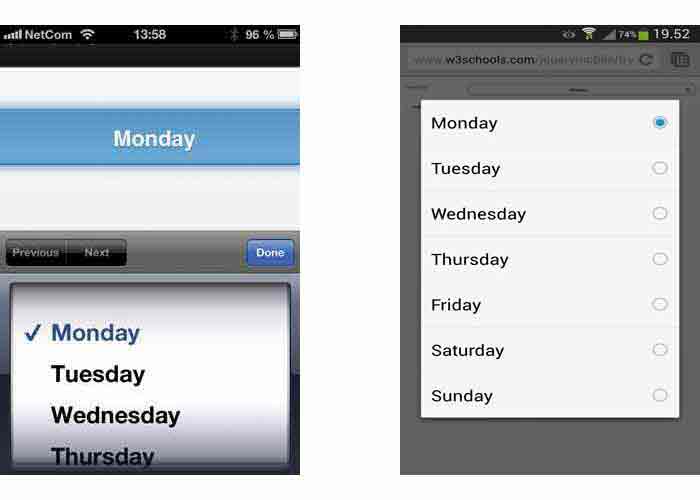 NetCom 13:58 96 %
Monday
Previous Next Done
✓ Monday
Tuesday
Wednesday
Thursday
74% 19.52
www.w3schools.com/jquerymobile/try
Monday
Tuesday
Wednesday
Thursday
Friday
Saturday
Sunday